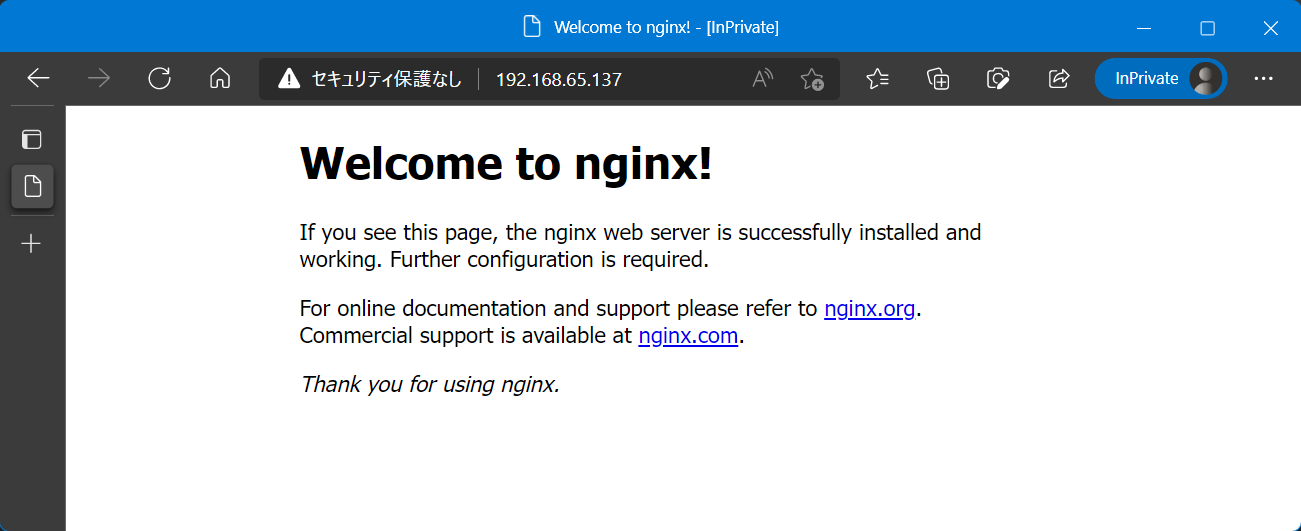 Welcome to nginx! - [InPrivate]
セキュリティ保護なし
192.168.65.137
InPrivate
Welcome to nginx!
If you see this page, the nginx web server is successfully installed and
working. Further configuration is required.
For online documentation and support please refer to nginx.org.
Commercial support is available at nginx.com.
Thank you for using nginx.